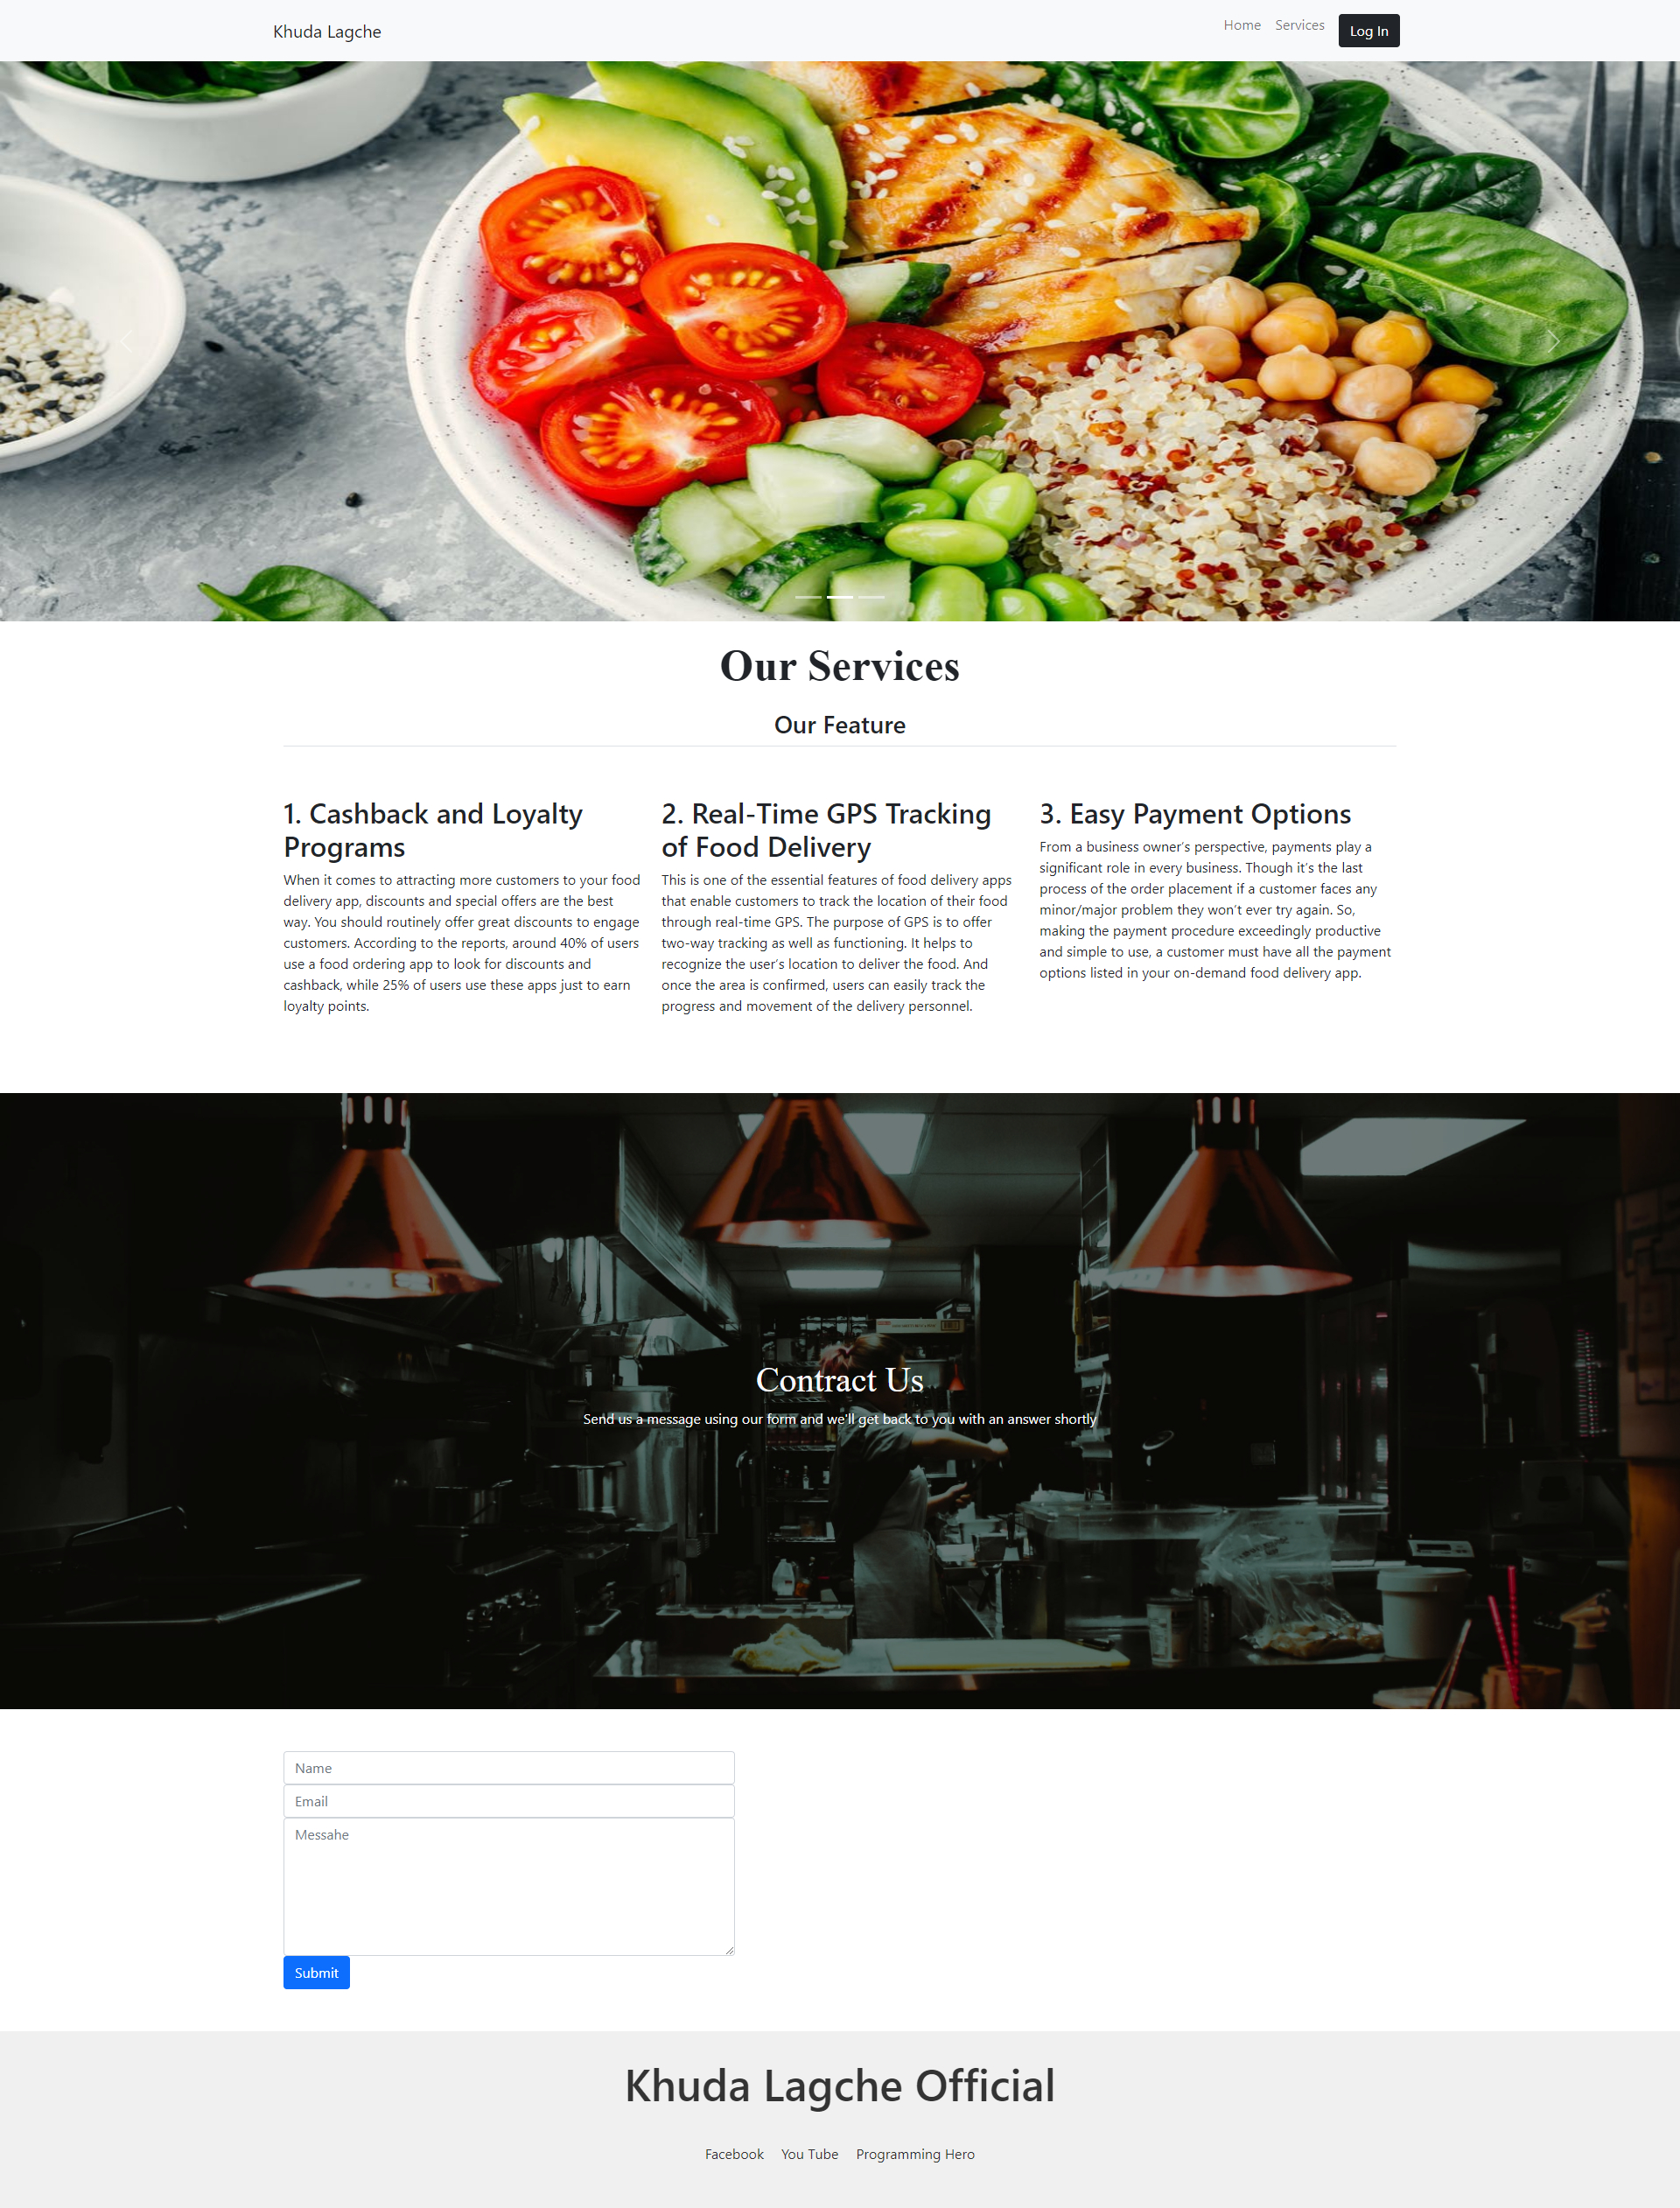 Khuda Lagche
Home Services Log In
Our Services
Our Feature
1. Cashback and Loyalty
Programs
When it comes to attracting more customers to your food
delivery app, discounts and special offers are the best
way. You should routinely offer great discounts to engage
customers. According to the reports, around 40% of users
use a food ordering app to look for discounts and
cashback, while 25% of users use these apps just to earn
loyalty points.
2. Real-Time GPS Tracking
of Food Delivery
This is one of the essential features of food delivery apps
that enable customers to track the location of their food
through real-time GPS. The purpose of GPS is to offer
two-way tracking as well as functioning. It helps to
recognize the user's location to deliver the food. And
once the area is confirmed, users can easily track the
progress and movement of the delivery personnel.
3. Easy Payment Options
From a business owner's perspective, payments play a
significant role in every business. Though it's the last
process of the order placement if a customer faces any
minor/major problem they won't ever try again. So,
making the payment procedure exceedingly productive
and simple to use, a customer must have all the payment
options listed in your on-demand food delivery app.
Contract Us
Send us a message using our form and we'll get back to you with an answer shortly
Name
Email
Messahe
Submit
Khuda Lagche Official
Facebook You Tube Programming Hero